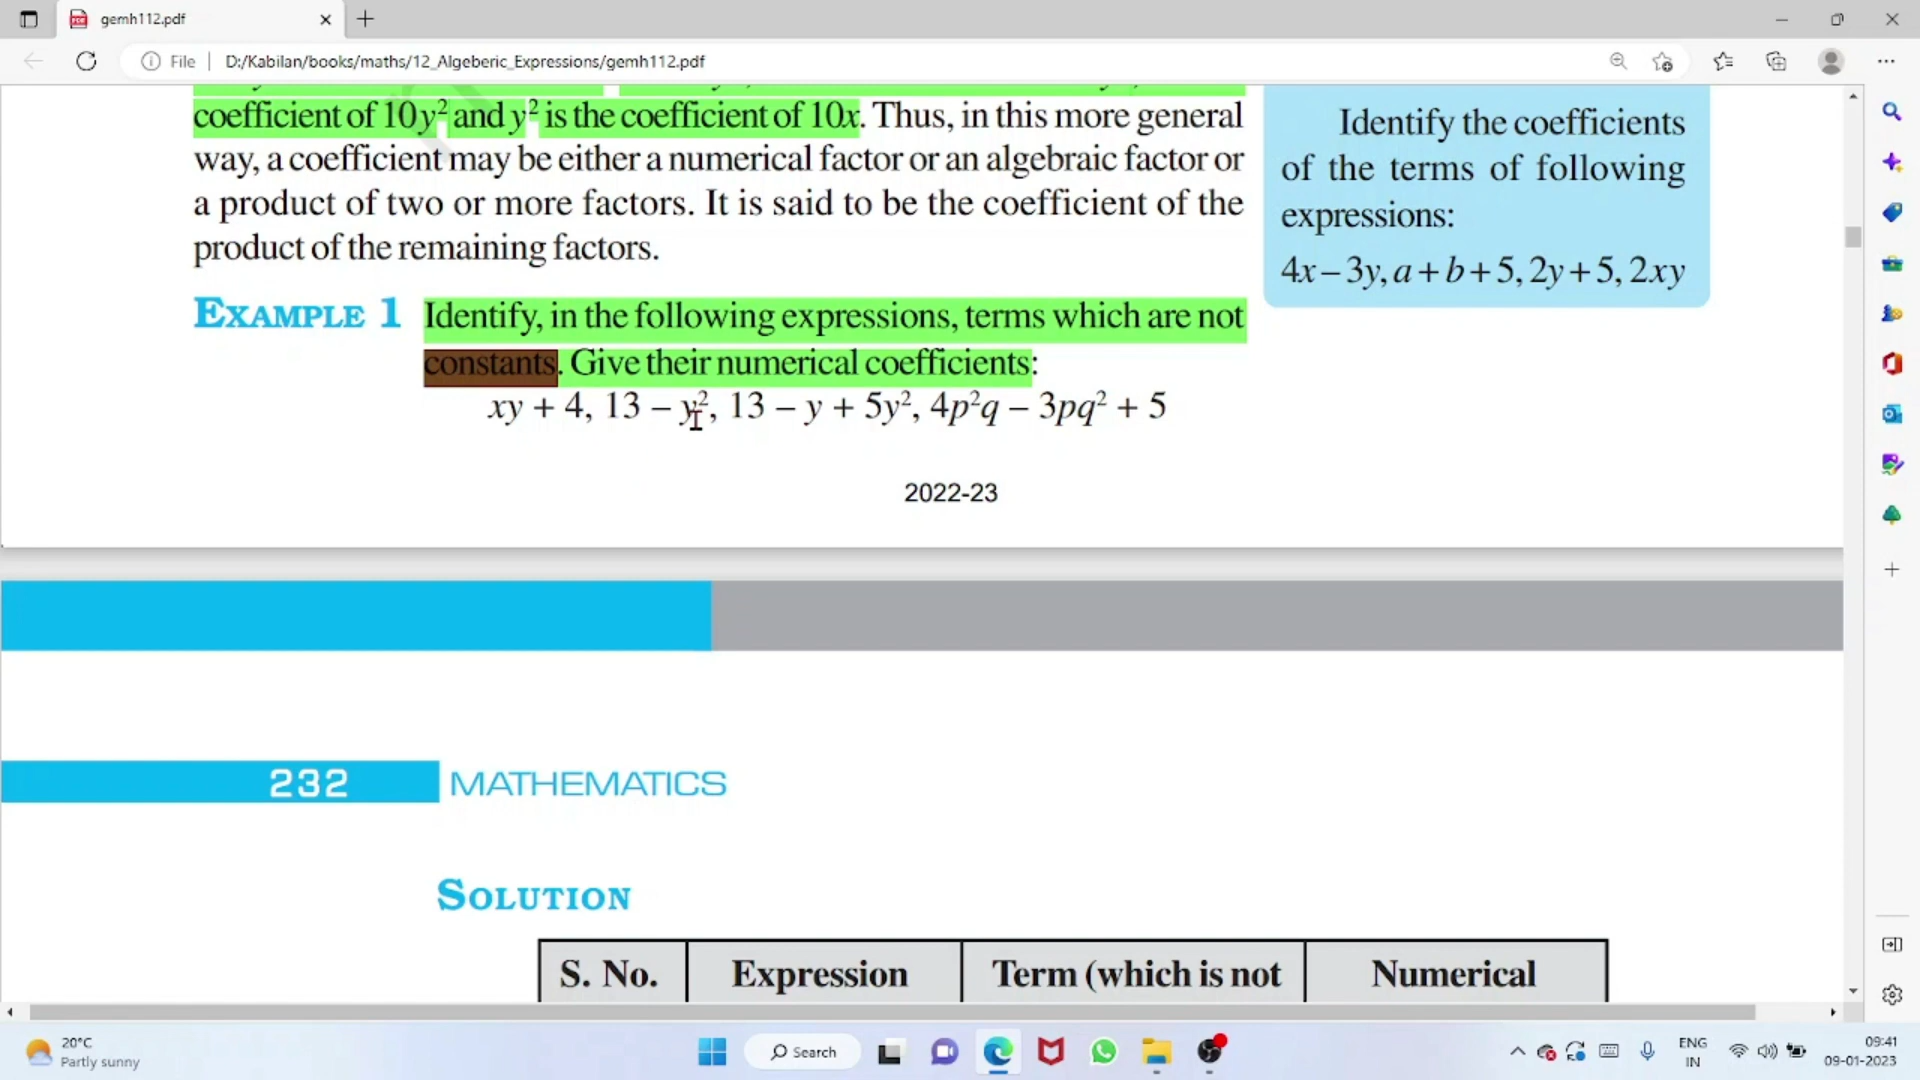 gemh112.pdf
File | D:/Kabilan/books/maths/12_Algeberic_Expressions/gemh112.pdf
coefficient of 10y² and y² is the coefficient of 10x. Thus, in this more general
way, a coefficient may be either a numerical factor or an algebraic factor or
a product of two or more factors. It is said to be the coefficient of the
product of the remaining factors.
Identify the coefficients
of the terms of following
expressions:
4x – 3y, a + b + 5, 2y + 5, 2xy
EXAMPLE 1 Identify, in the following expressions, terms which are not
constants. Give their numerical coefficients:
xy + 4, 13 – y², 13 – y + 5y², 4p²q – 3pq² + 5
2022-23
232 MATHEMATICS
SOLUTION
S. No. Expression Term (which is not Numerical
20°C
Partly sunny
Search
ENG
IN
09:41
09-01-2023